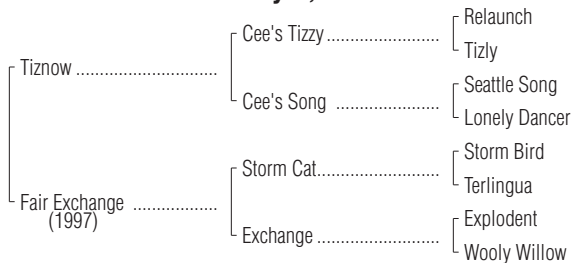 Relaunch
Cee's Tizzy
Tizly
Tiznow
Seattle Song
Cee's Song
Lonely Dancer
Storm Bird
Storm Cat
Terlingua
Fair Exchange
(1997)
Explodent
Exchange
Wooly Willow